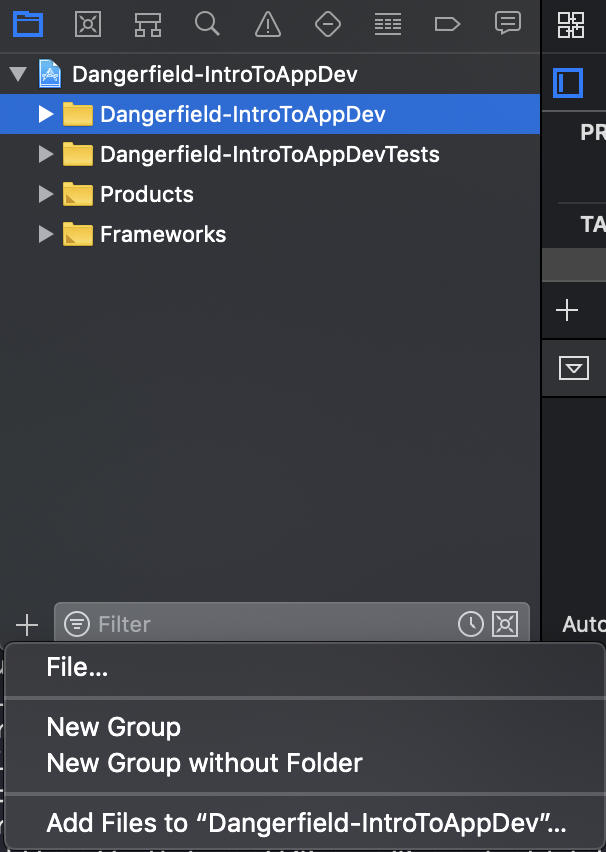 Dangerfield-IntroToAppDev
Dangerfield-IntroToAppDev
Dangerfield-IntroToAppDevTests
Products
Frameworks
PR
TA
Filter
Auto
File...
New Group
New Group without Folder
Add Files to “Dangerfield-IntroToAppDev”...